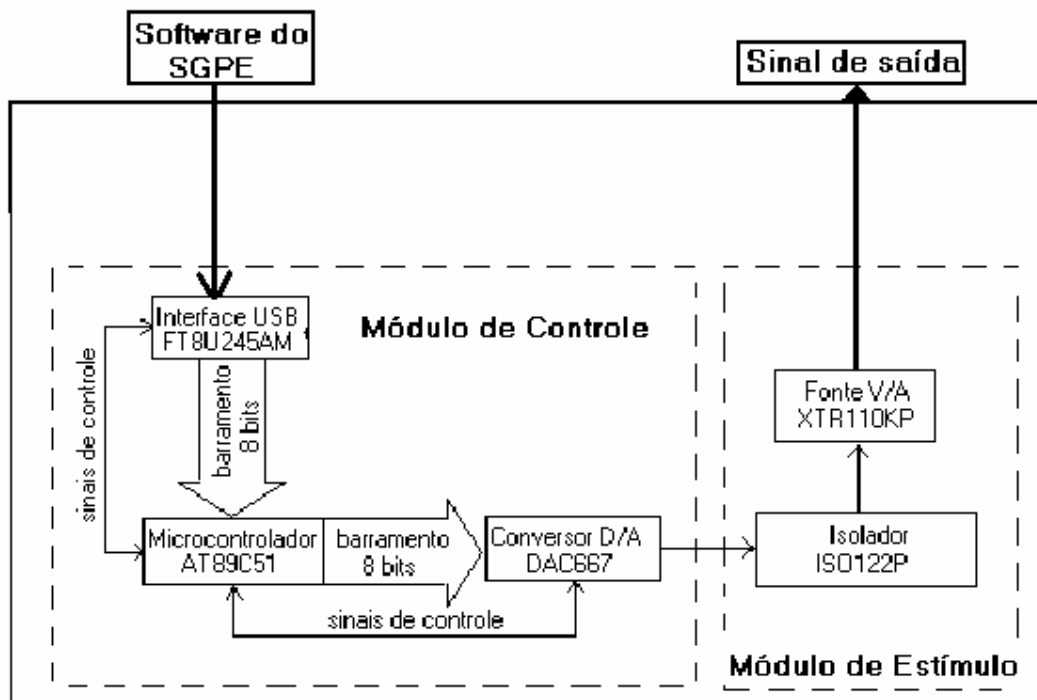 Software do
SGPE
Sinal de saída
Interface USB
FT8U245AM
Módulo de Controle
sinais de controle
barramento
8 bits
Fonte V/A
XTR110KP
Microcontrolador
AT89C51
barramento
8 bits
Conversor D/A
DAC667
Isolador
ISO122P
sinais de controle
Módulo de Estímulo